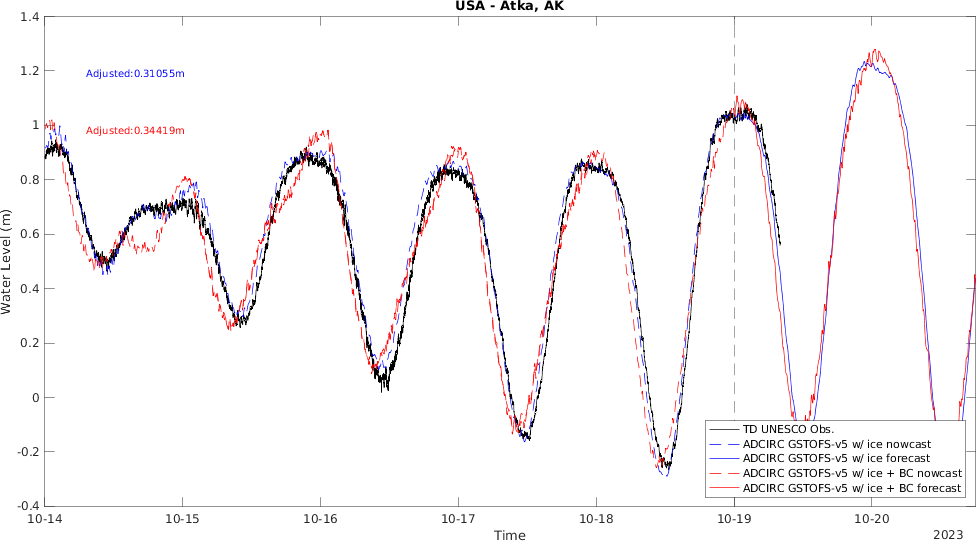 USA - Atka, AK
1.4
1.2
1
0.8
0.6
0.4
0.2
0
-0.2
-0.4
Water Level (m)
Adjusted:0.31055m
Adjusted:0.34419m
TD UNESCO Obs.
ADCIRC GSTOFS-v5 w/ ice nowcast
ADCIRC GSTOFS-v5 w/ ice forecast
ADCIRC GSTOFS-v5 w/ ice + BC nowcast
ADCIRC GSTOFS-v5 w/ ice + BC forecast
10-14 10-15 10-16 10-17 10-18 10-19 10-20
Time
2023